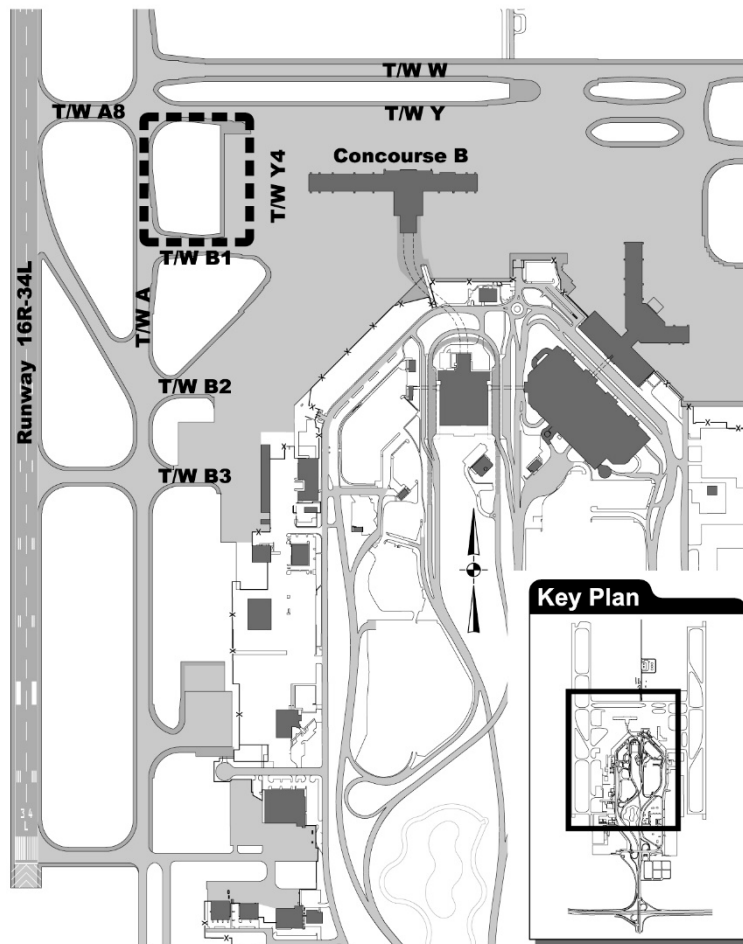 T/W W
T/W A8
T/W Y
Concourse B
T/W Y4
T/W B1
T/W A
T/W B2
Runway 16R-34L
T/W B3
Key Plan
34
L